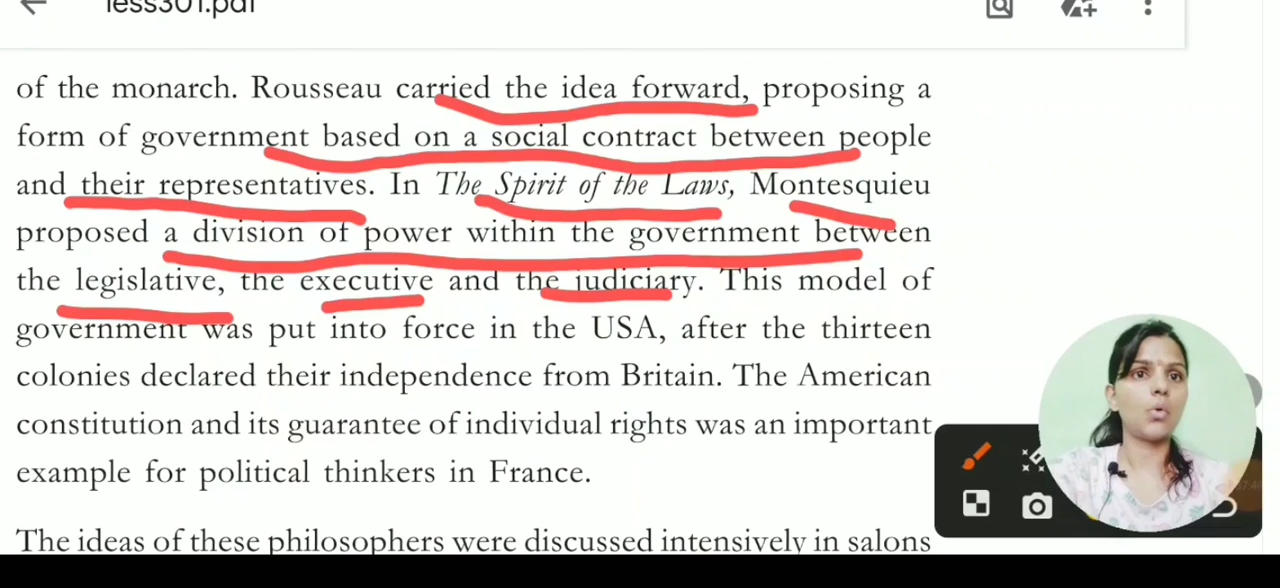 less301.pdf
of the monarch. Rousseau carried the idea forward, proposing a
form of government based on a social contract between people
and their representatives. In The Spirit of the Laws, Montesquieu
proposed a division of power within the government between
the legislative, the executive and the judiciary. This model of
government was put into force in the USA, after the thirteen
colonies declared their independence from Britain. The American
constitution and its guarantee of individual rights was an important
example for political thinkers in France.
The ideas of these philosophers were discussed intensively in salons